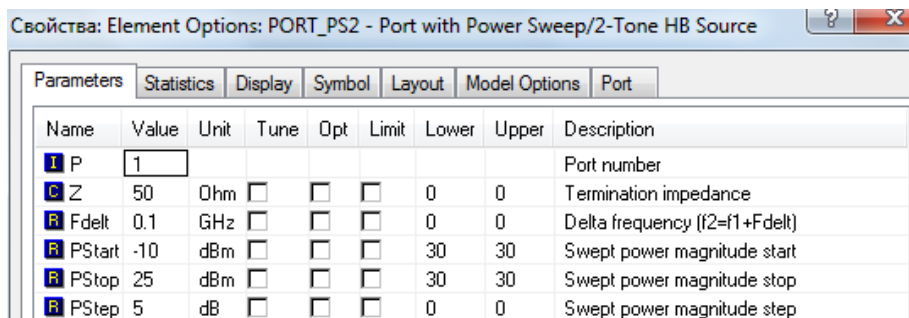 Свойства: Element Options: PORT_PS2 - Port with Power Sweep/2-Tone HB Source ? X
Parameters Statistics Display Symbol Layout Model Options Port
Name Value Unit Tune Opt Limit Lower Upper Description
I P 1 Port number
C Z 50 Ohm 0 0 Termination impedance
R Fdelt 0.1 GHz 0 0 Delta frequency (f2=f1+Fdelt)
R PStart -10 dBm 30 30 Swept power magnitude start
R PStop 25 dBm 30 30 Swept power magnitude stop
R PStep 5 dB 0 0 Swept power magnitude step